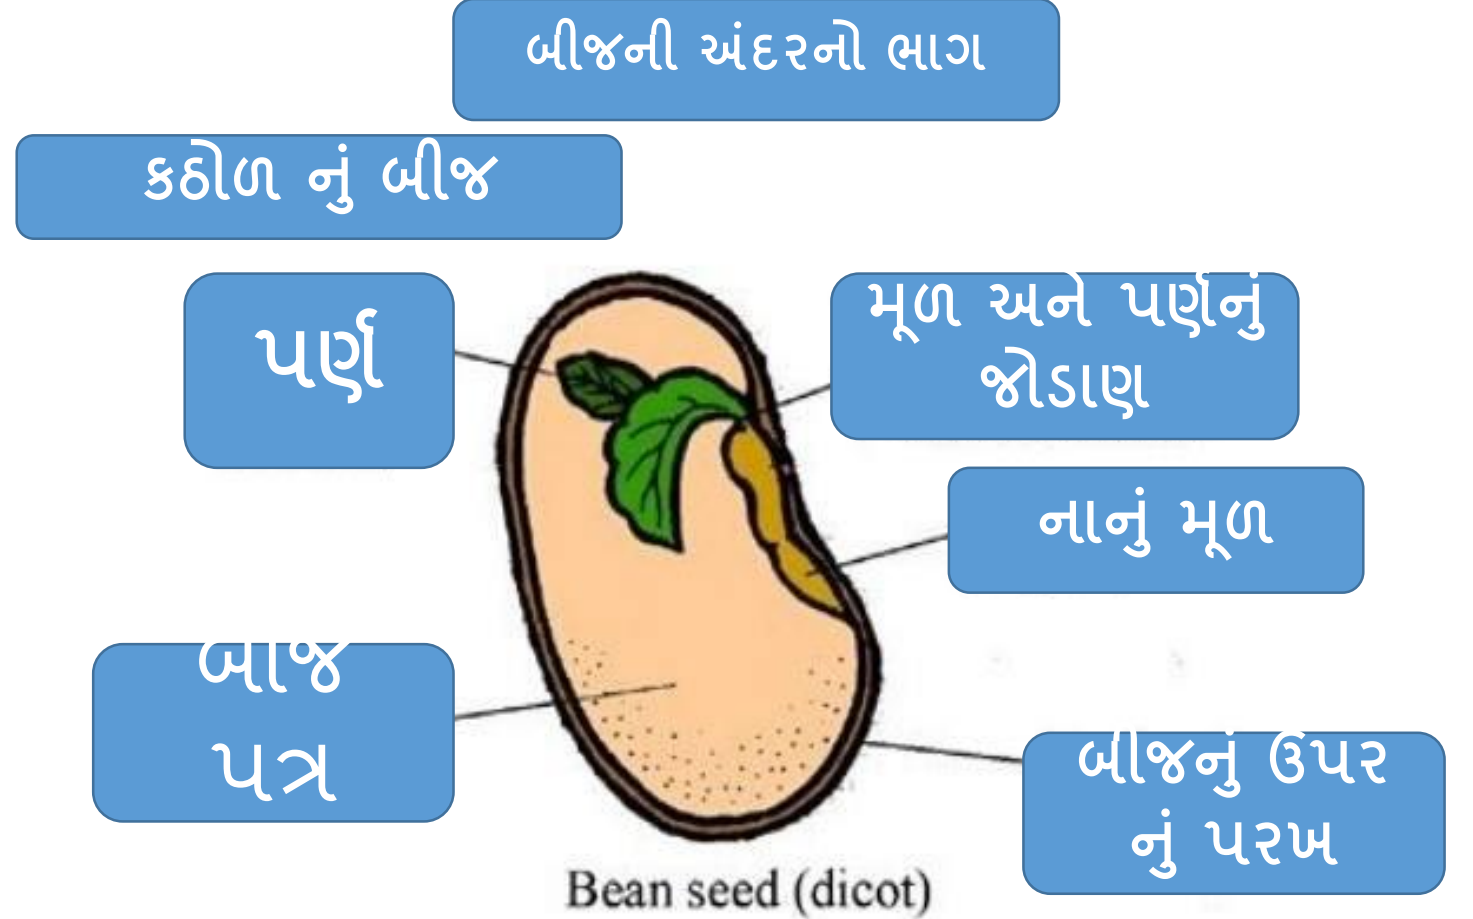 બીજની અંદરનો ભાગ
કઠોળ નું બીજ
પર્ણ
મૂળ અને પર્ણનું
જોડાણ
નાનું મૂળ
બીજ
પત્ર
બીજનું ઉપર
નું પરખ
Bean seed (dicot)